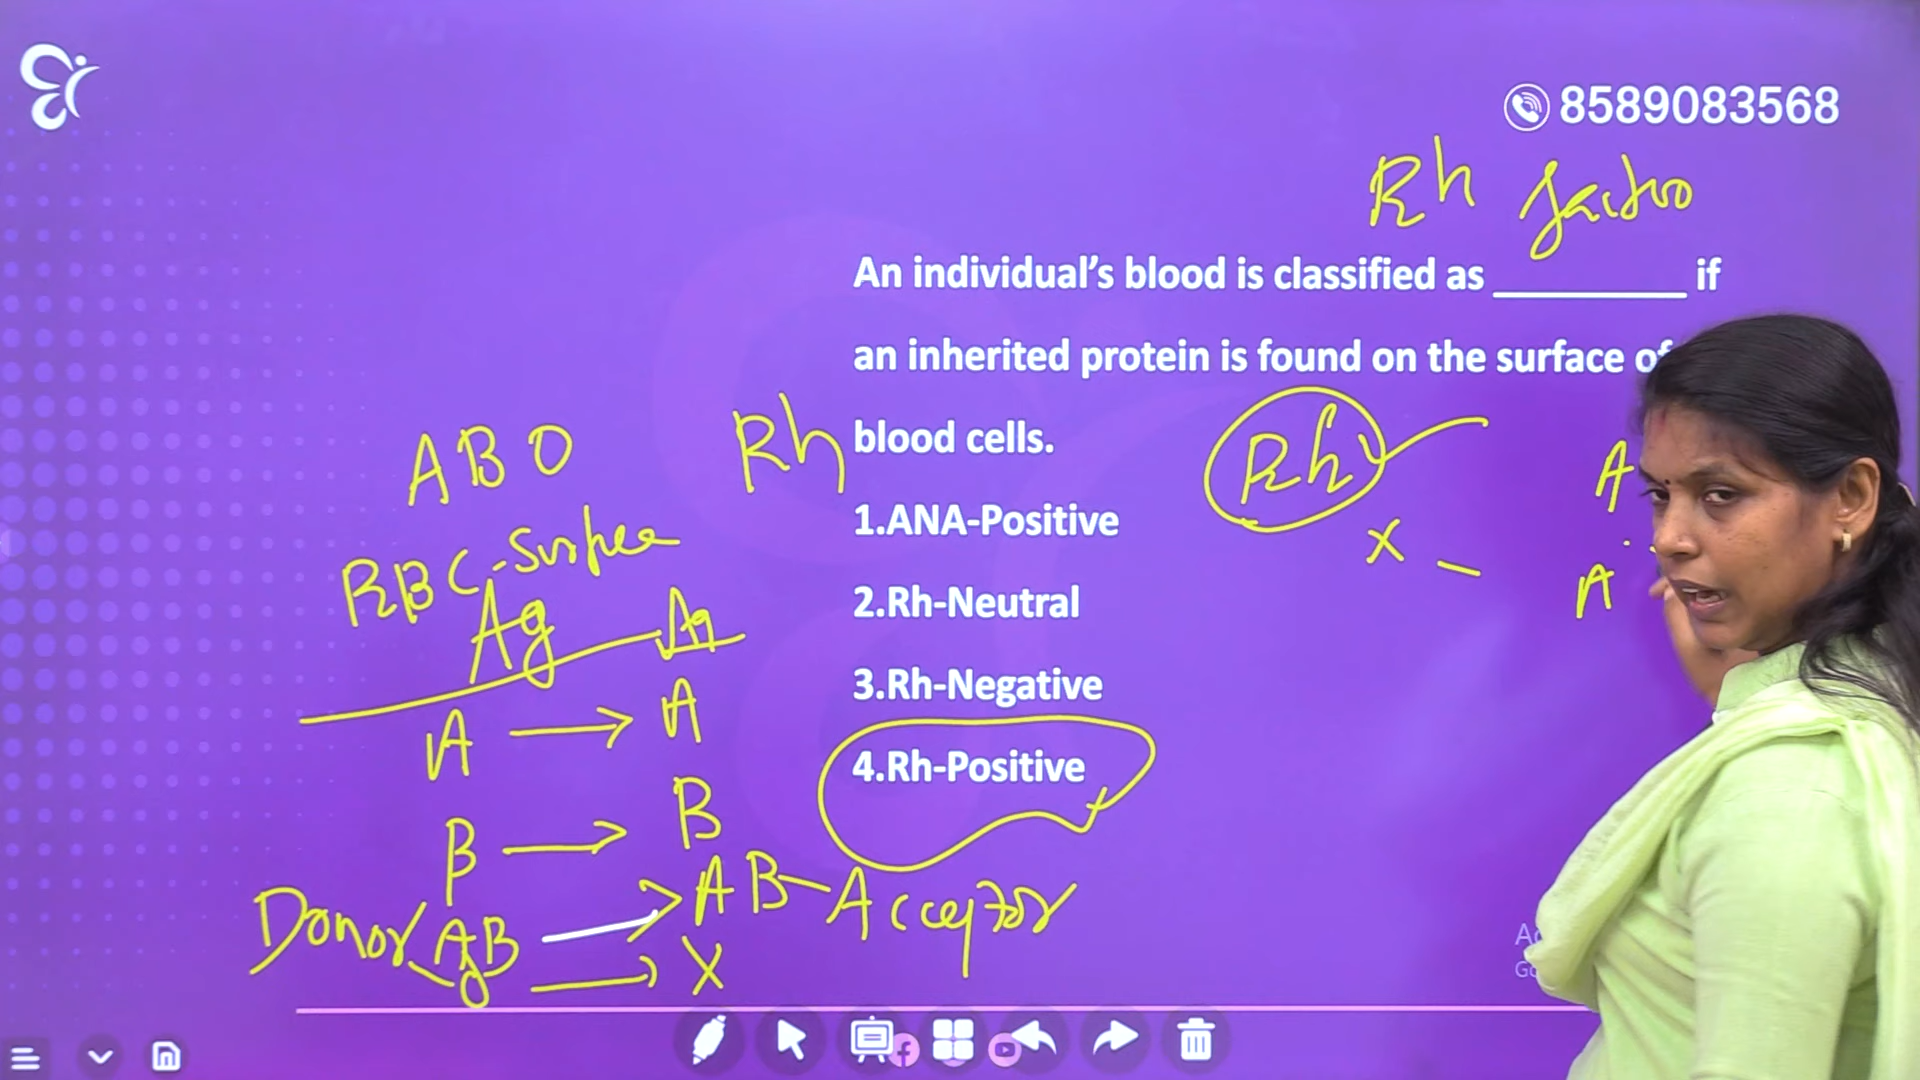 8589083568
Rh factor
An individual's blood is classified as __________ if
an inherited protein is found on the surface of
blood cells.
Rh
Rh
X –
A
A
1.ANA-Positive
2.Rh-Neutral
3.Rh-Negative
4.Rh-Positive
A B O
RBC-Surface
Ag
Ag
A → A
B → B
Donor AB → AB – Acceptor
→ X